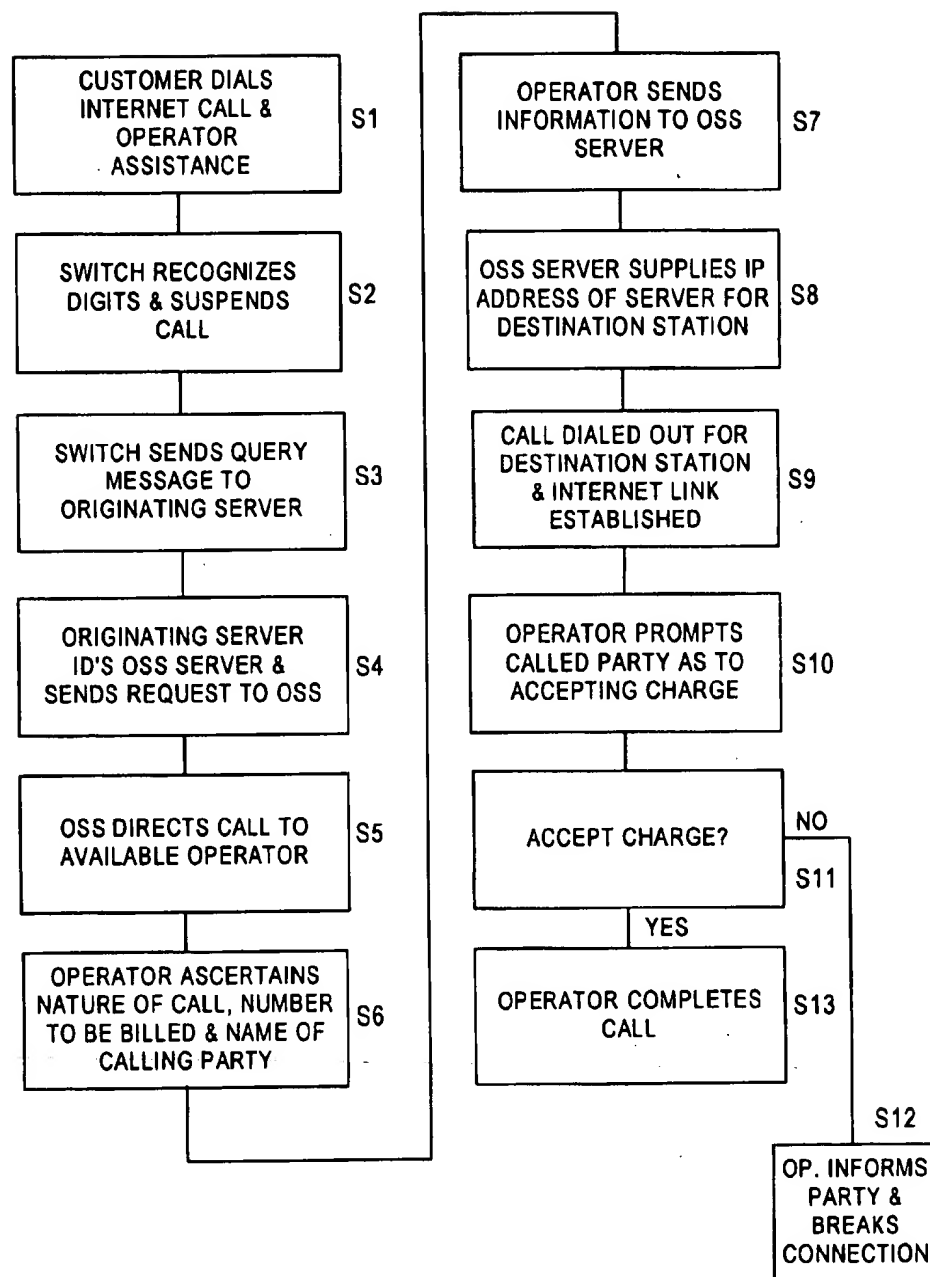 CUSTOMER DIALS
INTERNET CALL &
OPERATOR
ASSISTANCE
S1
SWITCH RECOGNIZES
DIGITS & SUSPENDS
CALL
S2
SWITCH SENDS QUERY
MESSAGE TO
ORIGINATING SERVER
S3
ORIGINATING SERVER
ID'S OSS SERVER &
SENDS REQUEST TO OSS
S4
OSS DIRECTS CALL TO
AVAILABLE OPERATOR
S5
OPERATOR ASCERTAINS
NATURE OF CALL, NUMBER
TO BE BILLED & NAME OF
CALLING PARTY
S6
OPERATOR SENDS
INFORMATION TO OSS
SERVER
S7
OSS SERVER SUPPLIES IP
ADDRESS OF SERVER FOR
DESTINATION STATION
S8
CALL DIALED OUT FOR
DESTINATION STATION
& INTERNET LINK
ESTABLISHED
S9
OPERATOR PROMPTS
CALLED PARTY AS TO
ACCEPTING CHARGE
S10
ACCEPT CHARGE?
NO
S11
YES
OPERATOR COMPLETES
CALL
S13
S12
OP. INFORMS
PARTY &
BREAKS
CONNECTION